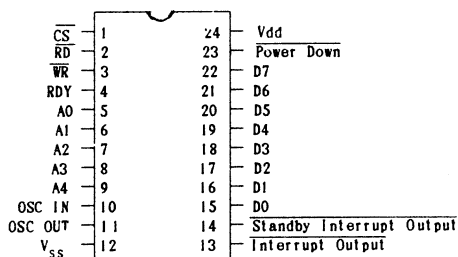 CS 1 24 Vdd
RD 2 23 Power Down
WR 3 22 D7
RDY 4 21 D6
A0 5 20 D5
A1 6 19 D4
A2 7 18 D3
A3 8 17 D2
A4 9 16 D1
OSC IN 10 15 D0
OSC OUT 11 14 Standby Interrupt Output
Vss 12 13 Interrupt Output